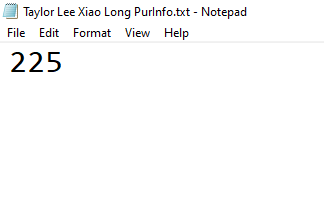 Taylor Lee Xiao Long PurInfo.txt - Notepad
File Edit Format View Help
225